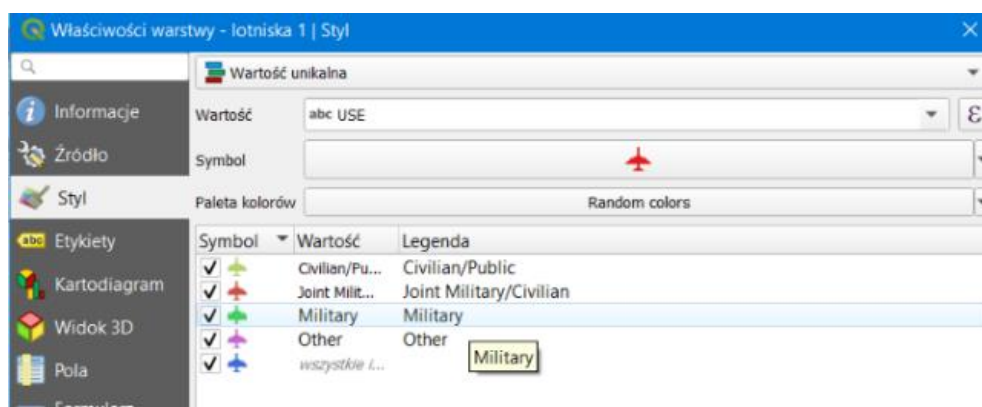 Właściwości warstwy - lotniska 1 | Styl
Wartość unikalna
Informacje
Wartość abc USE ε
Źródło
Symbol
Styl
Paleta kolorów Random colors
abc Etykiety
Symbol Wartość Legenda
Civilian/Pu... Civilian/Public
Kartodiagram
Joint Milit... Joint Military/Civilian
Military Military
Widok 3D
Other Other
Military
wszystkie i...
Pola